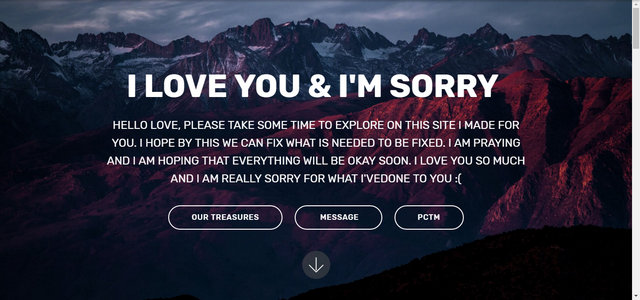 I LOVE YOU & I'M SORRY
HELLO LOVE, PLEASE TAKE SOME TIME TO EXPLORE ON THIS SITE I MADE FOR
YOU. I HOPE BY THIS WE CAN FIX WHAT IS NEEDED TO BE FIXED. I AM PRAYING
AND I AM HOPING THAT EVERYTHING WILL BE OKAY SOON. I LOVE YOU SO MUCH
AND I AM REALLY SORRY FOR WHAT I'VEDONE TO YOU :(
OUR TREASURES MESSAGE PCTM